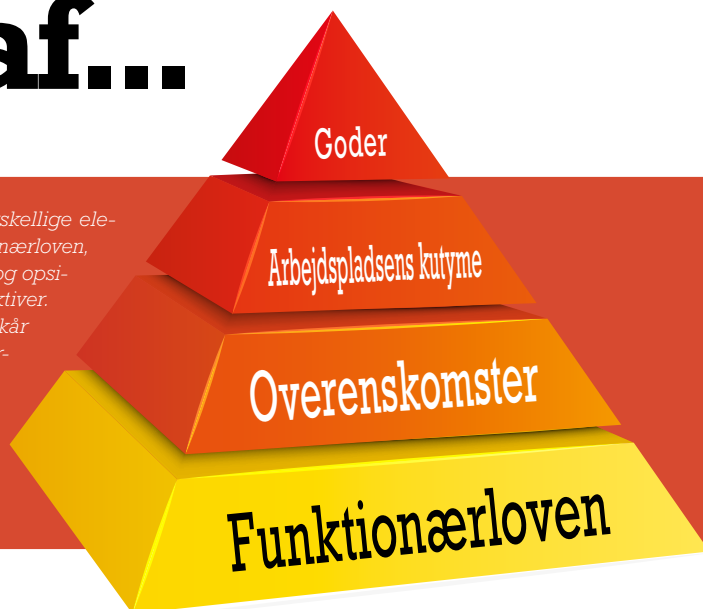 af...
Goder
Arbejdspladsens kutyme
Overenskomster
Funktionærloven
skellige ele-
nærloven,
og opsi-
ktiver.
kår
r-